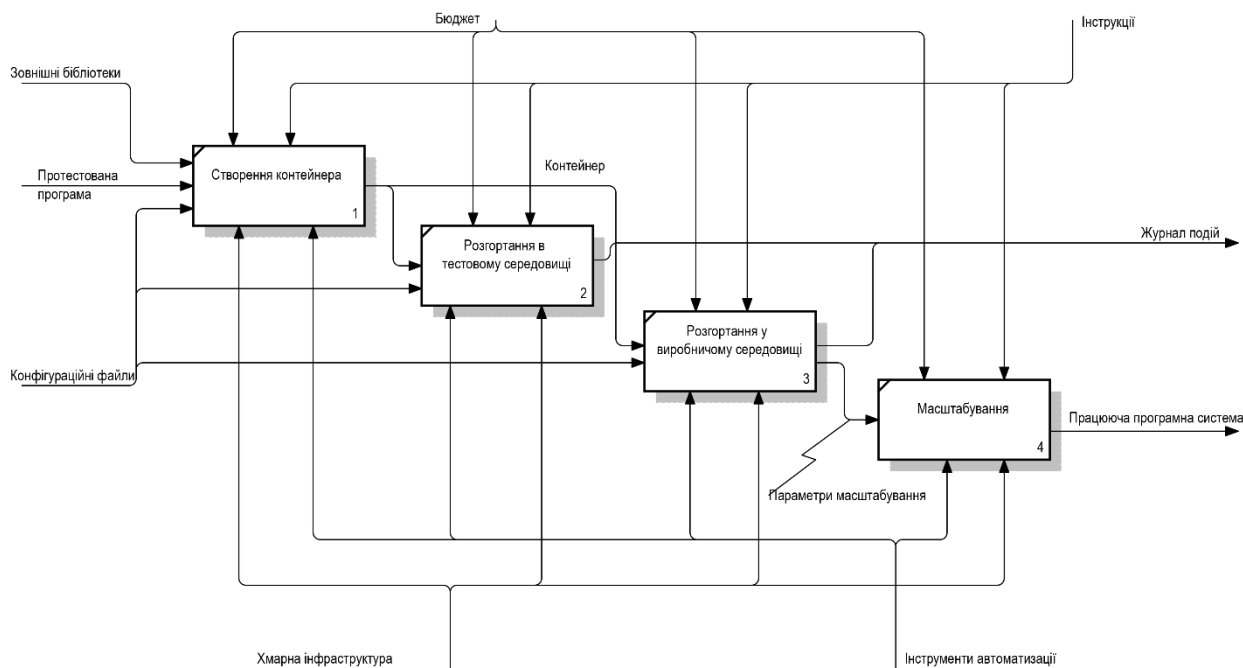 Бюджет
Інструкції
Зовнішні бібліотеки
Протестована
програма
Створення контейнера
1
Контейнер
Розгортання в
тестовому середовищі
2
Журнал подій
Розгортання у
виробничому середовищі
3
Конфігураційні файли
Масштабування
4
Працююча програмна система
Параметри масштабування
Хмарна інфраструктура
Інструменти автоматизації